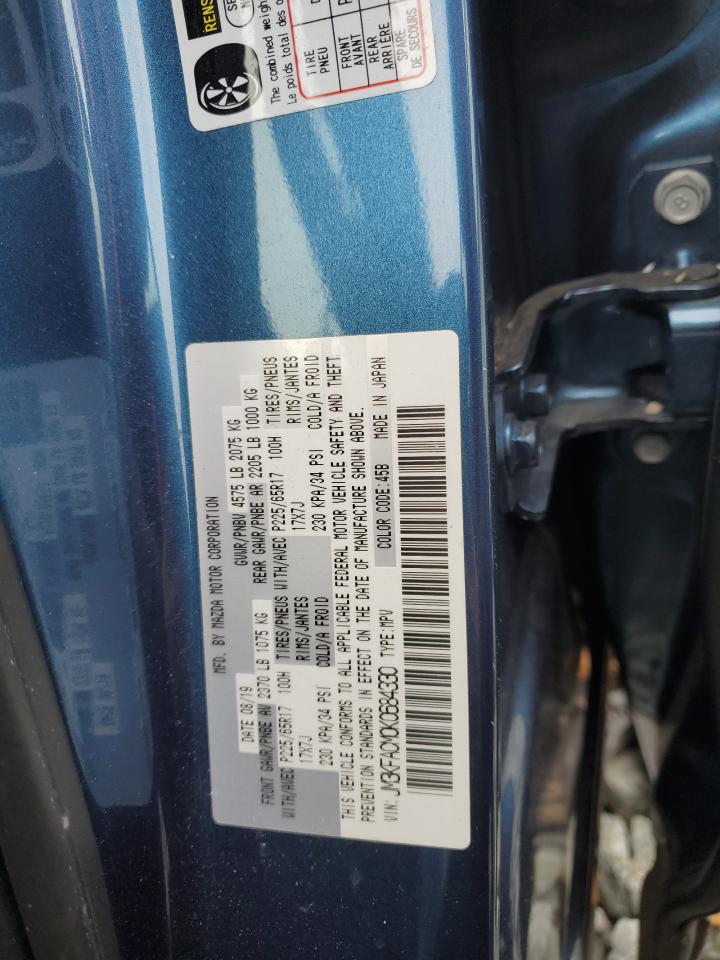 RENS
SE
N
The combined weigh
Le poids total des o
TIRE
PNEU
FRONT
AVANT
REAR
ARRIÈRE
SPARE
DE SECOURS
MFD. BY MAZDA MOTOR CORPORATION
DATE 08/19 GVWR/PNBV 4575 LB 2075 KG
FRONT GAWR/PNBE AV 2370 LB 1075 KG REAR GAWR/PNBE AR 2205 LB 1000 KG
WITH/AVEC P225/65R17 100H TIRES/PNEUS WITH/AVEC P225/65R17 100H TIRES/PNEUS
17X7J RIMS/JANTES 17X7J RIMS/JANTES
230 KPA/34 PSI COLD/A FROID 230 KPA/34 PSI COLD/A FROID
THIS VEHICLE CONFORMS TO ALL APPLICABLE FEDERAL MOTOR VEHICLE SAFETY AND THEFT
PREVENTION STANDARDS IN EFFECT ON THE DATE OF MANUFACTURE SHOWN ABOVE.
VIN: JM3KFACM0K0684330 TYPE:MPV COLOR CODE:45B MADE IN JAPAN
8